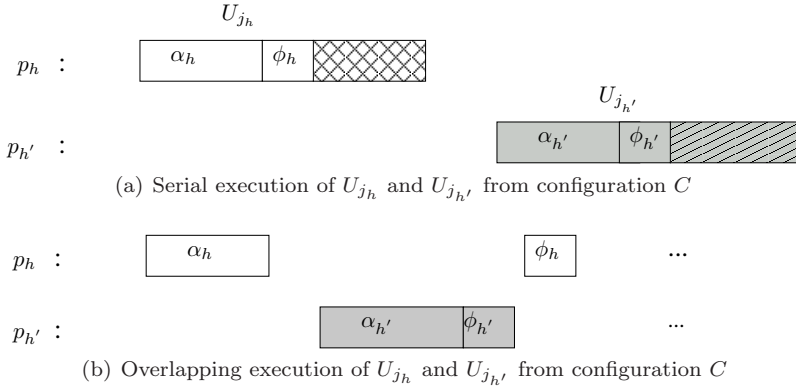 U_{j_h}
p_h : α_h ϕ_h
U_{j_{h'}}
p_{h'} : α_{h'} ϕ_{h'}
(a) Serial execution of U_{j_h} and U_{j_{h'}} from configuration C
p_h : α_h ϕ_h ...
p_{h'} : α_{h'} ϕ_{h'} ...
(b) Overlapping execution of U_{j_h} and U_{j_{h'}} from configuration C